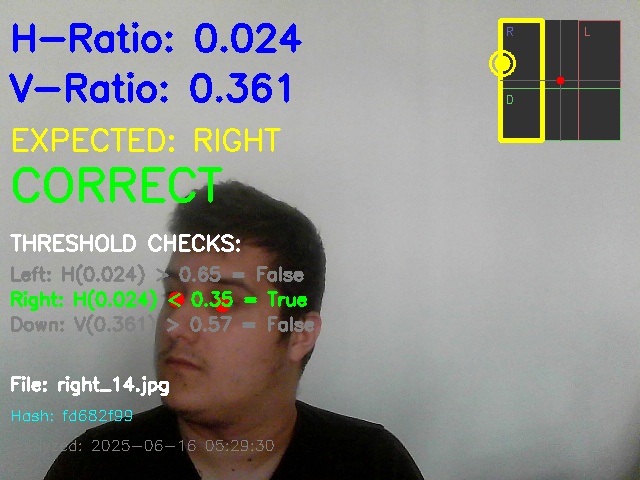 H-Ratio: 0.024
V-Ratio: 0.361
EXPECTED: RIGHT
CORRECT
THRESHOLD CHECKS:
Left: H(0.024) > 0.65 = False
Right: H(0.024) < 0.35 = True
Down: V(0.361) > 0.57 = False
File: right_14.jpg
Hash: fd682f99
2025-06-16 05:29:30
R
L
D